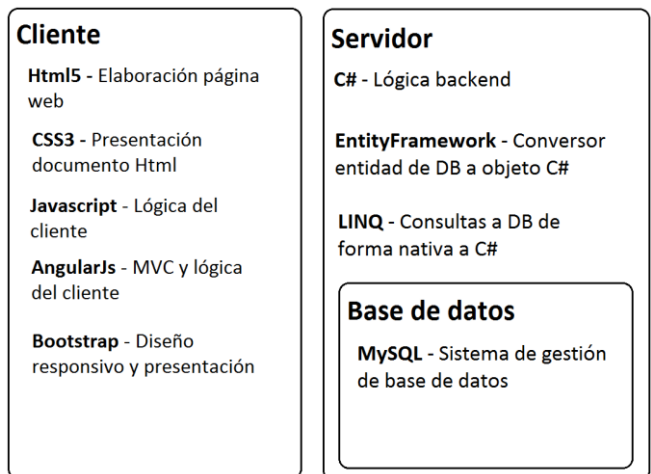 Cliente
Html5 - Elaboración página
web
CSS3 - Presentación
documento Html
Javascript - Lógica del
cliente
AngularJs - MVC y lógica
del cliente
Bootstrap - Diseño
responsivo y presentación
Servidor
C# - Lógica backend
EntityFramework - Conversor
entidad de DB a objeto C#
LINQ - Consultas a DB de
forma nativa a C#
Base de datos
MySQL - Sistema de gestión
de base de datos